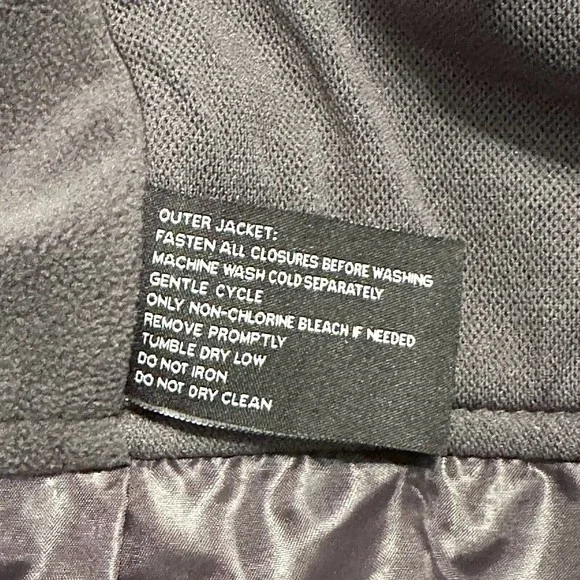 OUTER JACKET:
FASTEN ALL CLOSURES BEFORE WASHING
MACHINE WASH COLD SEPARATELY
GENTLE CYCLE
ONLY NON-CHLORINE BLEACH IF NEEDED
REMOVE PROMPTLY
TUMBLE DRY LOW
DO NOT IRON
DO NOT DRY CLEAN